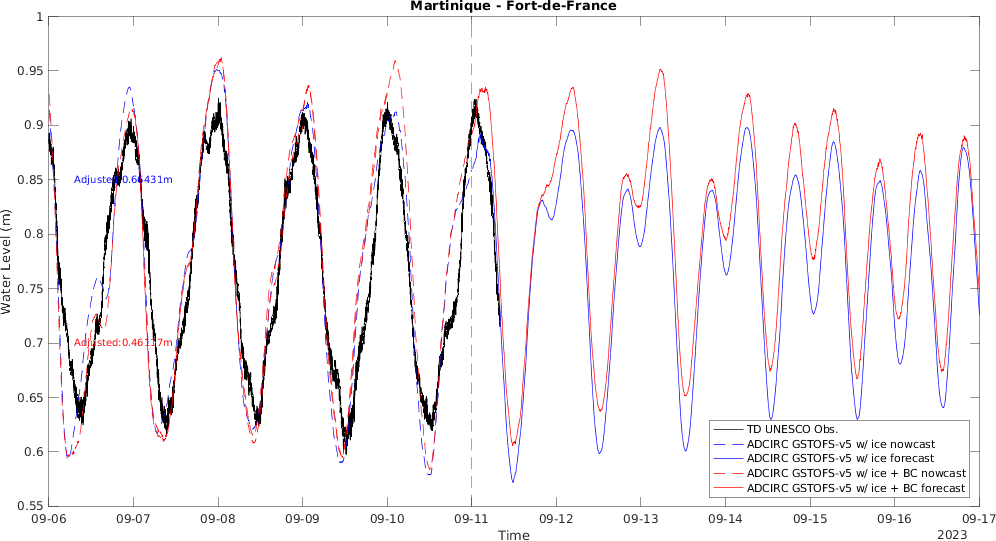 Martinique - Fort-de-France
Water Level (m)
1
0.95
0.9
0.85
0.8
0.75
0.7
0.65
0.6
0.55
Adjusted:0.66431m
Adjusted:0.46117m
TD UNESCO Obs.
ADCIRC GSTOFS-v5 w/ ice nowcast
ADCIRC GSTOFS-v5 w/ ice forecast
ADCIRC GSTOFS-v5 w/ ice + BC nowcast
ADCIRC GSTOFS-v5 w/ ice + BC forecast
09-06 09-07 09-08 09-09 09-10 09-11 09-12 09-13 09-14 09-15 09-16 09-17
Time
2023